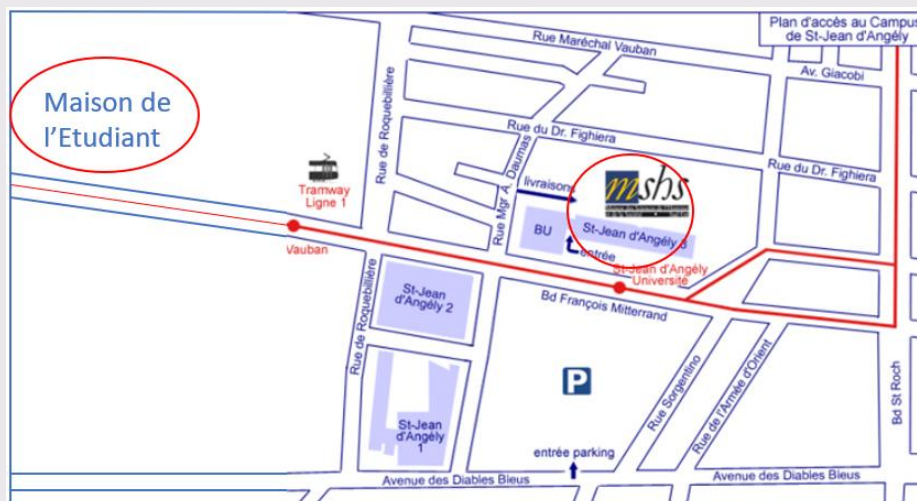 Plan d'accès au Campus
de St-Jean d'Angély
Rue Maréchal Vauban
Av. Giacobi
Maison de
l'Etudiant
Rue de Roquebillière
Rue du Dr. Fighiera
Rue du Dr. Fighiera
Tramway
Ligne 1
Rue Mgr A. Daumas
livraisons
mshs
Vauban
BU
St-Jean d'Angély 3
entrée
St-Jean d'Angély
Université
Bd François Mitterrand
St-Jean
d'Angély 2
Rue de Roquebillière
P
Rue Sorgentino
Rue de l'Armée d'Orient
Bd St Roch
St-Jean
d'Angély
1
entrée parking
Avenue des Diables Bleus
Avenue des Diables Bleus